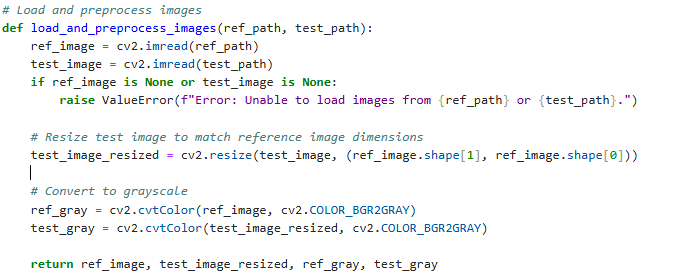 # Load and preprocess images
def load_and_preprocess_images(ref_path, test_path):
    ref_image = cv2.imread(ref_path)
    test_image = cv2.imread(test_path)
    if ref_image is None or test_image is None:
        raise ValueError(f"Error: Unable to load images from {ref_path} or {test_path}.")

    # Resize test image to match reference image dimensions
    test_image_resized = cv2.resize(test_image, (ref_image.shape[1], ref_image.shape[0]))

    # Convert to grayscale
    ref_gray = cv2.cvtColor(ref_image, cv2.COLOR_BGR2GRAY)
    test_gray = cv2.cvtColor(test_image_resized, cv2.COLOR_BGR2GRAY)

    return ref_image, test_image_resized, ref_gray, test_gray